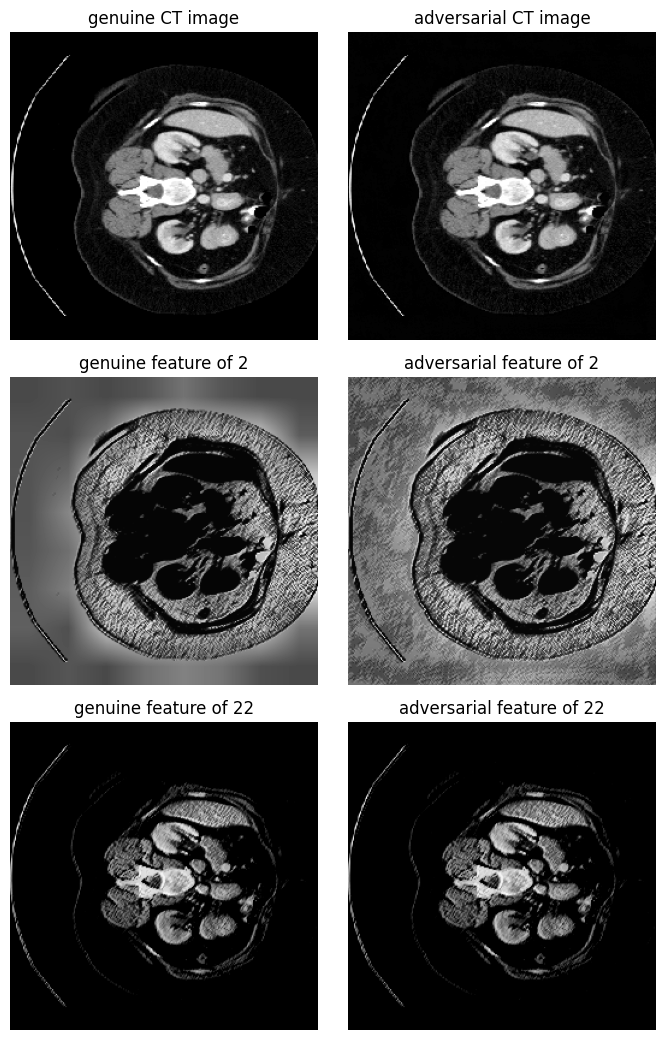 genuine CT image
adversarial CT image
genuine feature of 2
adversarial feature of 2
genuine feature of 22
adversarial feature of 22